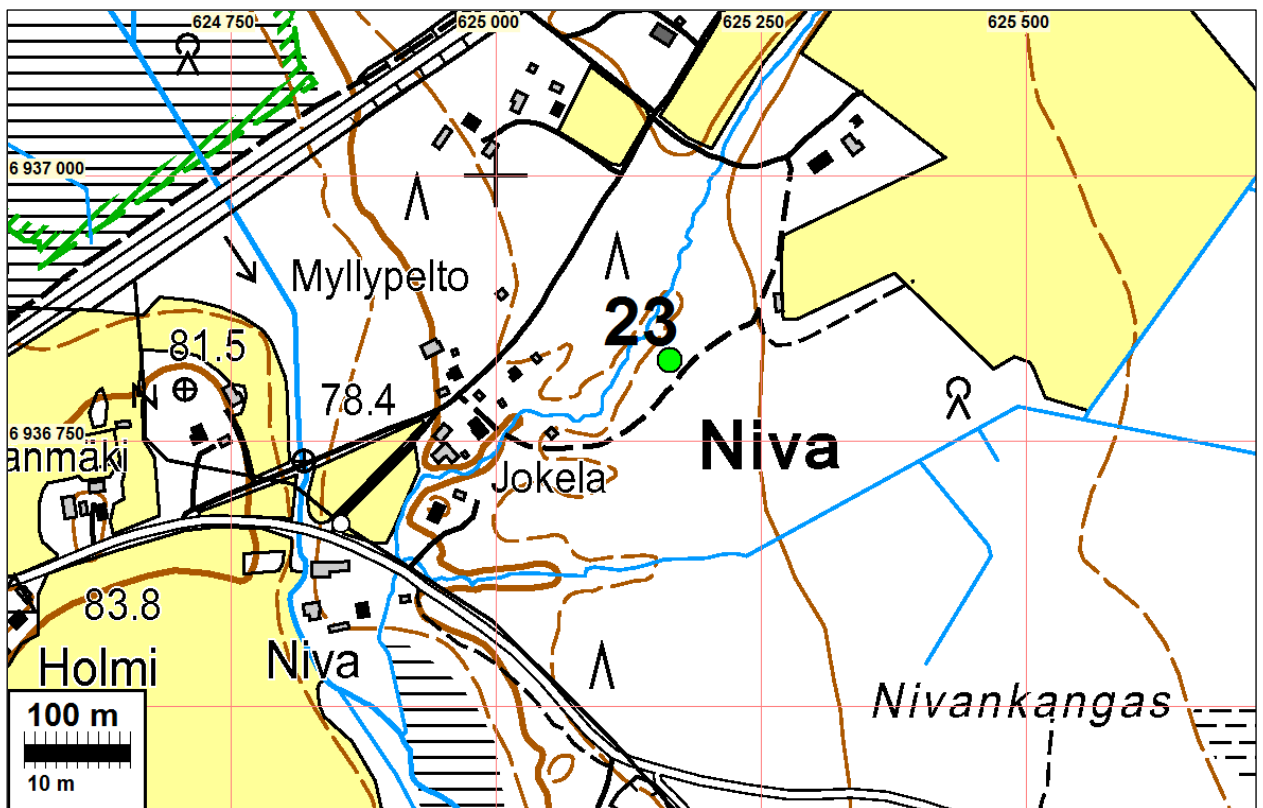 624 750
625 000
625 250
625 500
6 937 000
Myllypelto
23
81.5
78.4
6 936 750
anmäki
Niva
Jokela
83.8
Holmi
Niva
Nivankangas
100 m
10 m